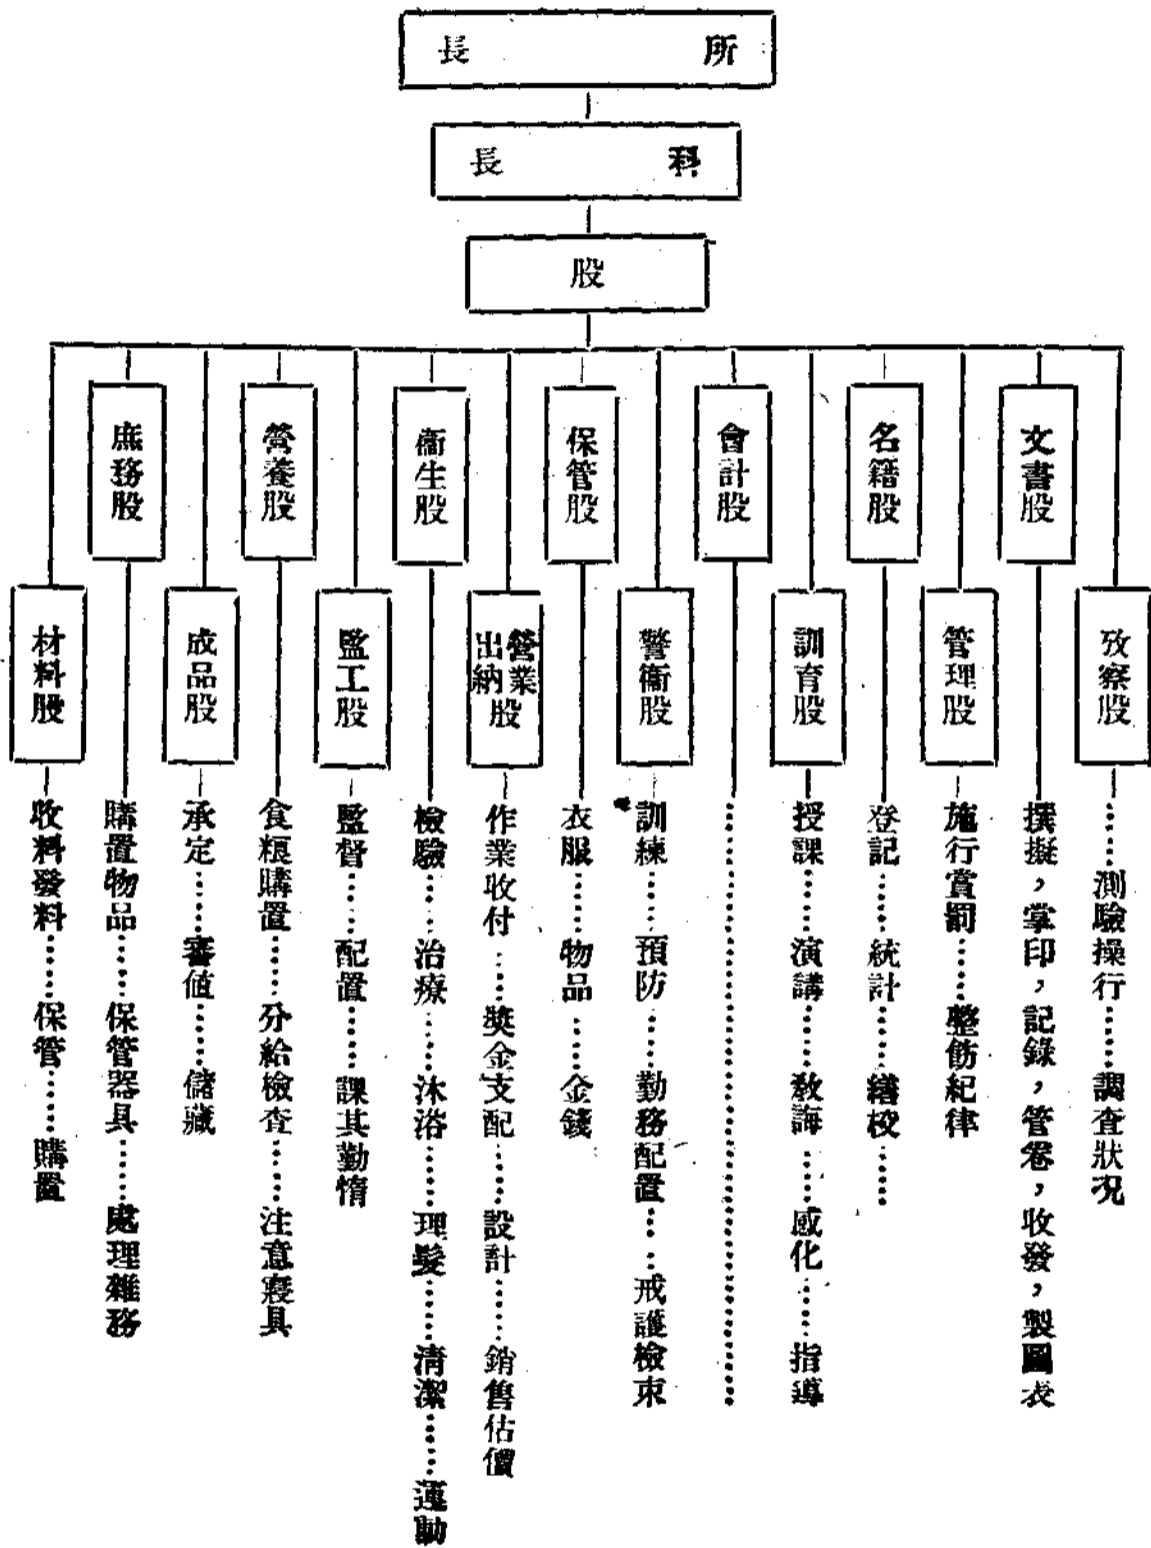 所長
科長
股
攷察股
文書股
管理股
名籍股
訓育股
會計股
警衞股
保管股
營業出納股
衞生股
監工股
營養股
成品股
庶務股
材料股
……測驗操行……調查狀況
撰擬，掌印，記錄，管卷，收發，製圖表
施行賞罰……整飭紀律
登記……統計……繕校……
授課……演講……教誨……感化……指導
訓練……預防……勤務配置……戒護檢束
衣服……物品……金錢
作業收付……獎金支配……設計……銷售估價
檢驗……治療……沐浴……理髮……清潔……運動
監督……配置……課其勤惰
食粮購置……分給檢查……注意寢具
承定……審值……儲藏
購置物品……保管器具……處理雜務
收料發料……保管……購置